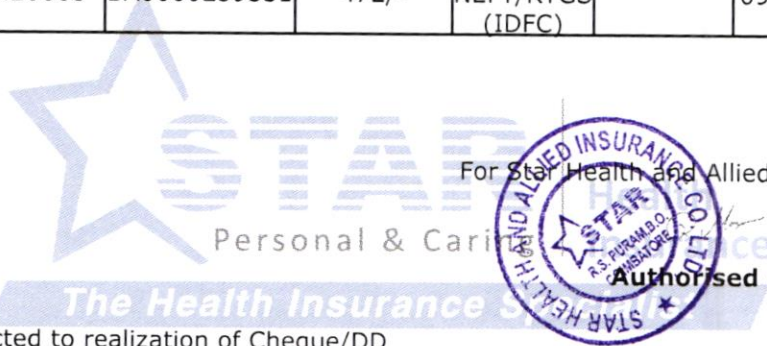 NEFT/RTGS
(IDFC)
STAR
Health
Personal & Caring Insurance
The Health Insurance Specialist
For Star Health and Allied
STAR HEALTH AND ALLIED INSURANCE CO. LTD.
STAR
R.S. PURAM.B.O.
COIMBATORE
Authorised
cted to realization of Cheque/DD